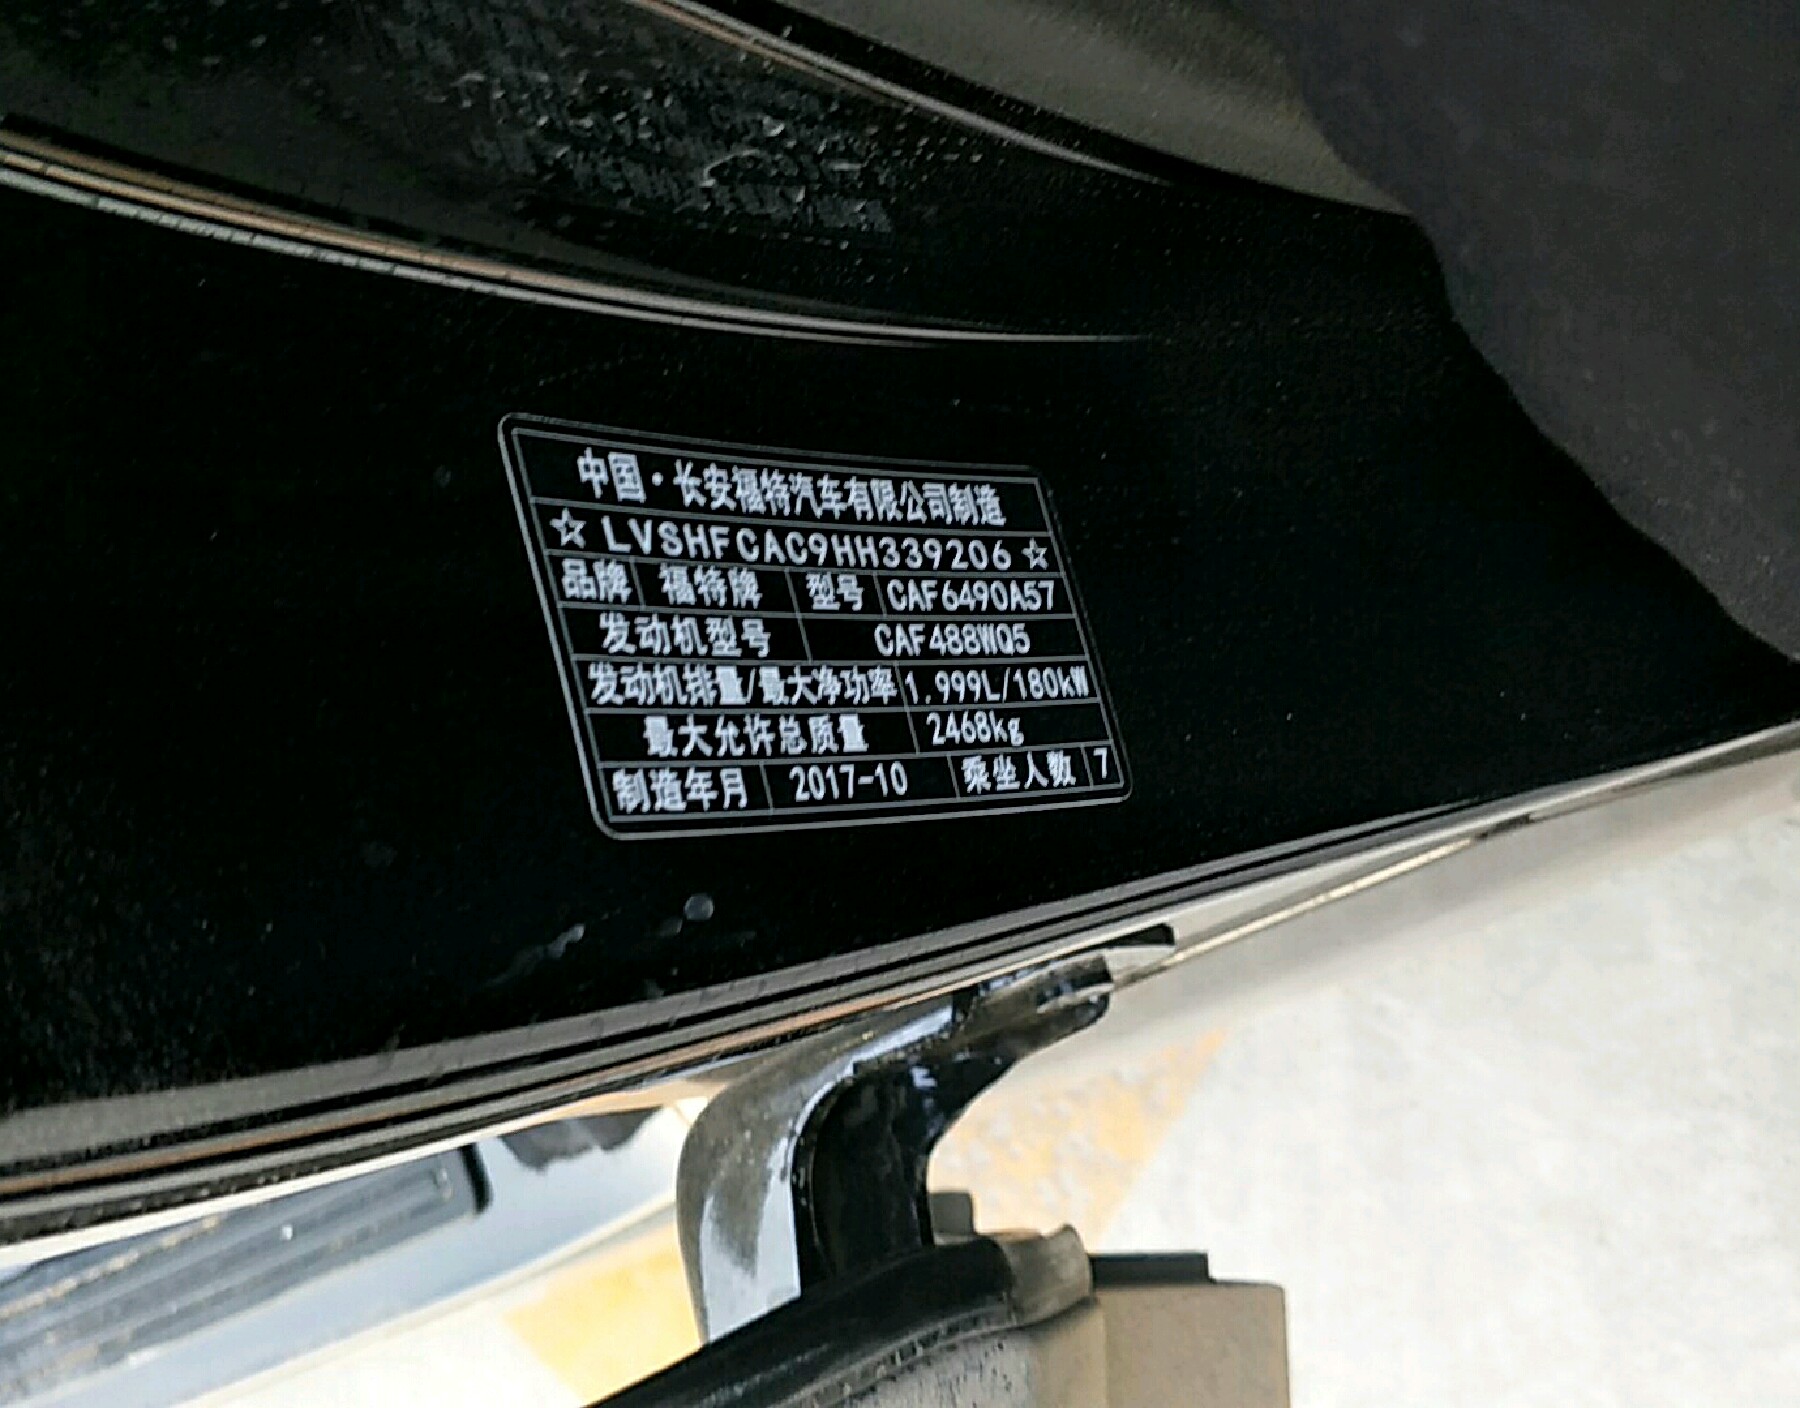 中国·长安福特汽车有限公司制造
☆LVSHFCAC9HH339206☆
品牌 福特牌 型号 CAF6490A57
发动机型号 CAF488WQ5
发动机排量/最大净功率 1.999L/180kW
最大允许总质量 2468kg
制造年月 2017-10 乘坐人数 7